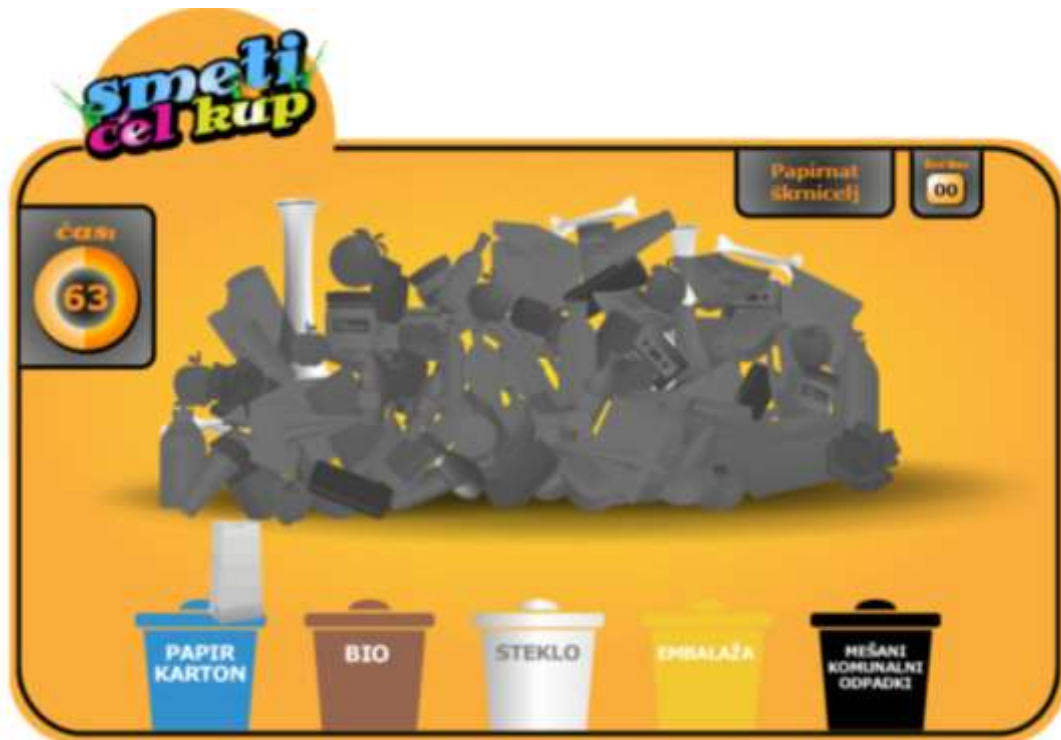 smeti
cel kup
Papirnat
škrnicelj
00
čas:
63
PAPIR
KARTON
BIO
STEKLO
EMBALAŽA
MEŠANI
KOMUNALNI
ODPADKI